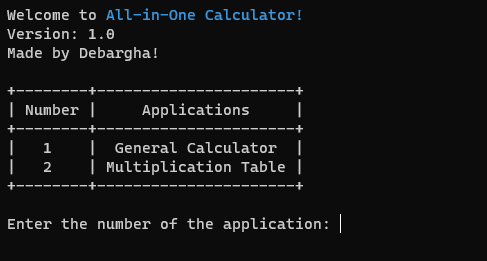 Welcome to All-in-One Calculator!
Version: 1.0
Made by Debargha!
+--------+----------------------+
| Number |     Applications     |
+--------+----------------------+
|   1    |  General Calculator  |
|   2    | Multiplication Table |
+--------+----------------------+
Enter the number of the application: